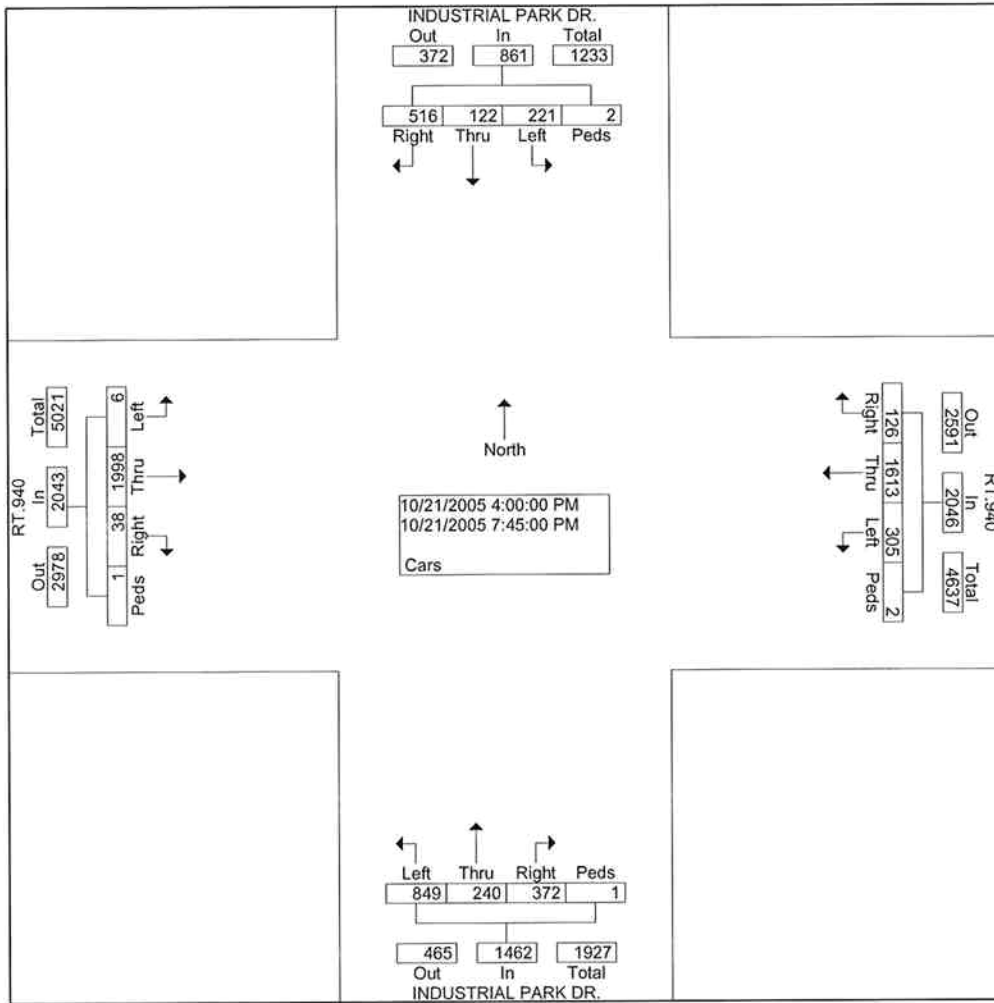 INDUSTRIAL PARK DR.
Out In Total
372 861 1233
516 122 221 2
Right Thru Left Peds
RT.940
Total In Out
5021 2043 2978
6 1998 38 1
Left Thru Right Peds
North
10/21/2005 4:00:00 PM
10/21/2005 7:45:00 PM
Cars
Right Thru Left Peds
126 1613 305 2
Out In Total
2591 2046 4637
RT.940
Left Thru Right Peds
849 240 372 1
465 1462 1927
Out In Total
INDUSTRIAL PARK DR.